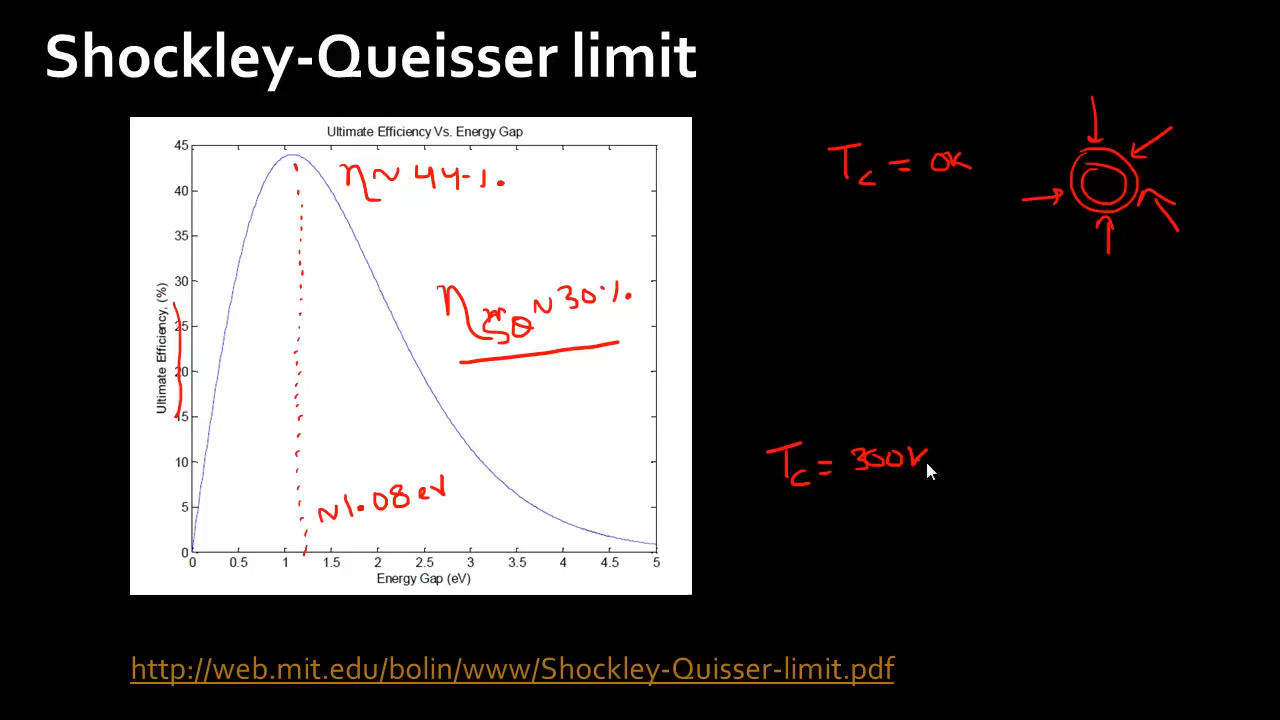 Shockley-Queisser limit
Ultimate Efficiency Vs. Energy Gap
Ultimate Efficiency, (%)
45
40
35
30
25
20
15
10
5
0
0 0.5 1 1.5 2 2.5 3 3.5 4 4.5 5
Energy Gap (eV)
η ~ 44%.
η ~ 30%.
~1.08 eV
Tc = 0K
Tc = 300K
http://web.mit.edu/bolin/www/Shockley-Quisser-limit.pdf